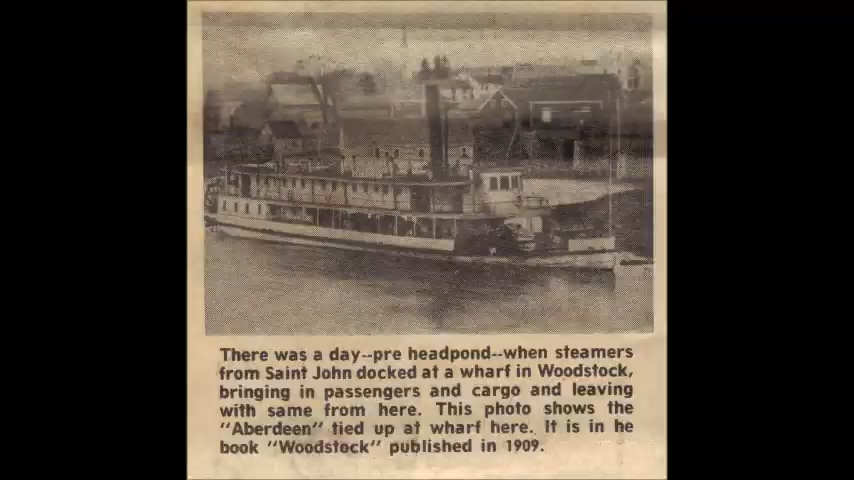 There was a day--pre headpond--when steamers
from Saint John docked at a wharf in Woodstock,
bringing in passengers and cargo and leaving
with same from here. This photo shows the
"Aberdeen" tied up at wharf here. It is in he
book "Woodstock" published in 1909.